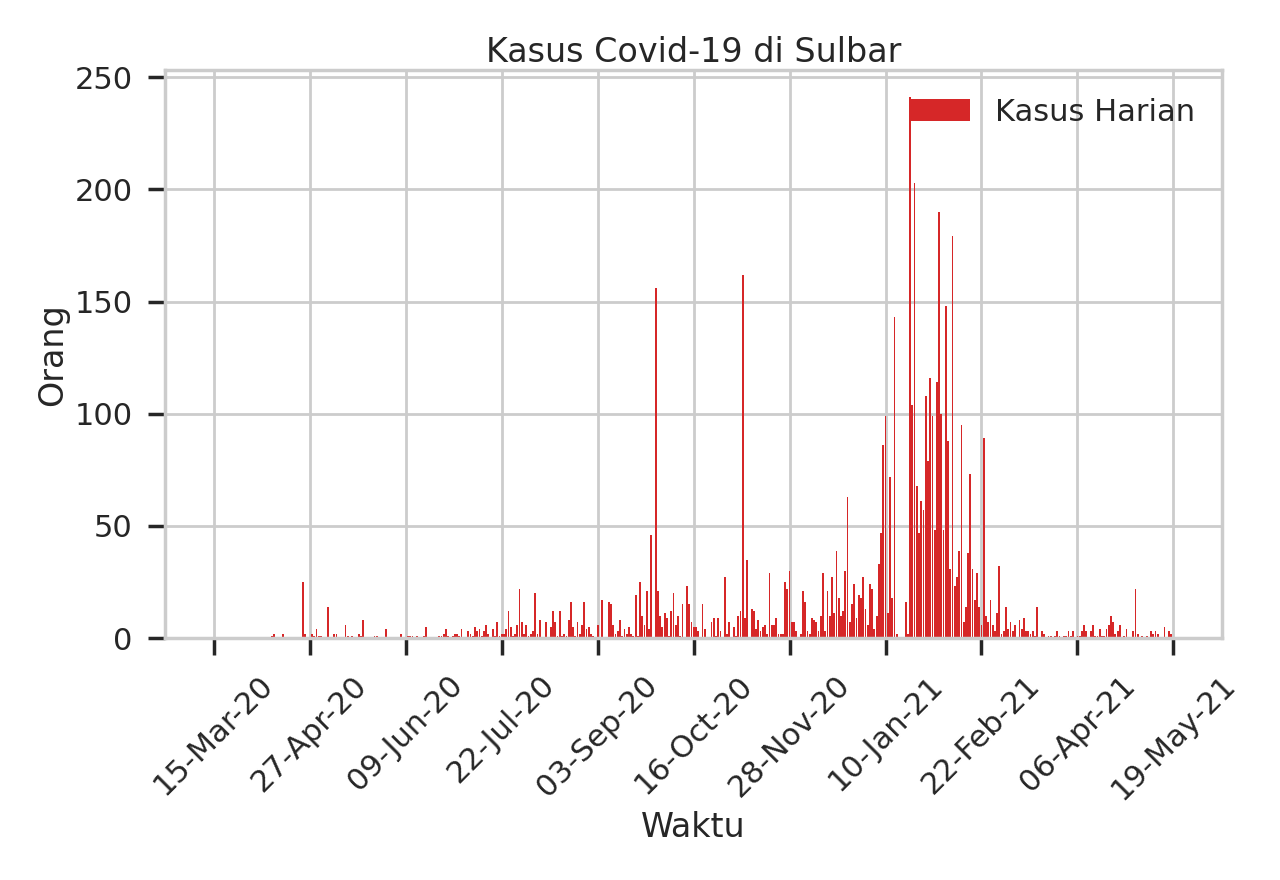 Kasus Covid-19 di Sulbar
Kasus Harian
Orang
250
200
150
100
50
0
15-Mar-20
27-Apr-20
09-Jun-20
22-Jul-20
03-Sep-20
16-Oct-20
28-Nov-20
10-Jan-21
22-Feb-21
06-Apr-21
19-May-21
Waktu